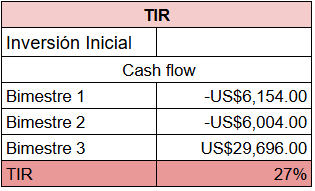 TIR
Inversión Inicial
Cash flow
Bimestre 1 -US$6,154.00
Bimestre 2 -US$6,004.00
Bimestre 3 US$29,696.00
TIR 27%